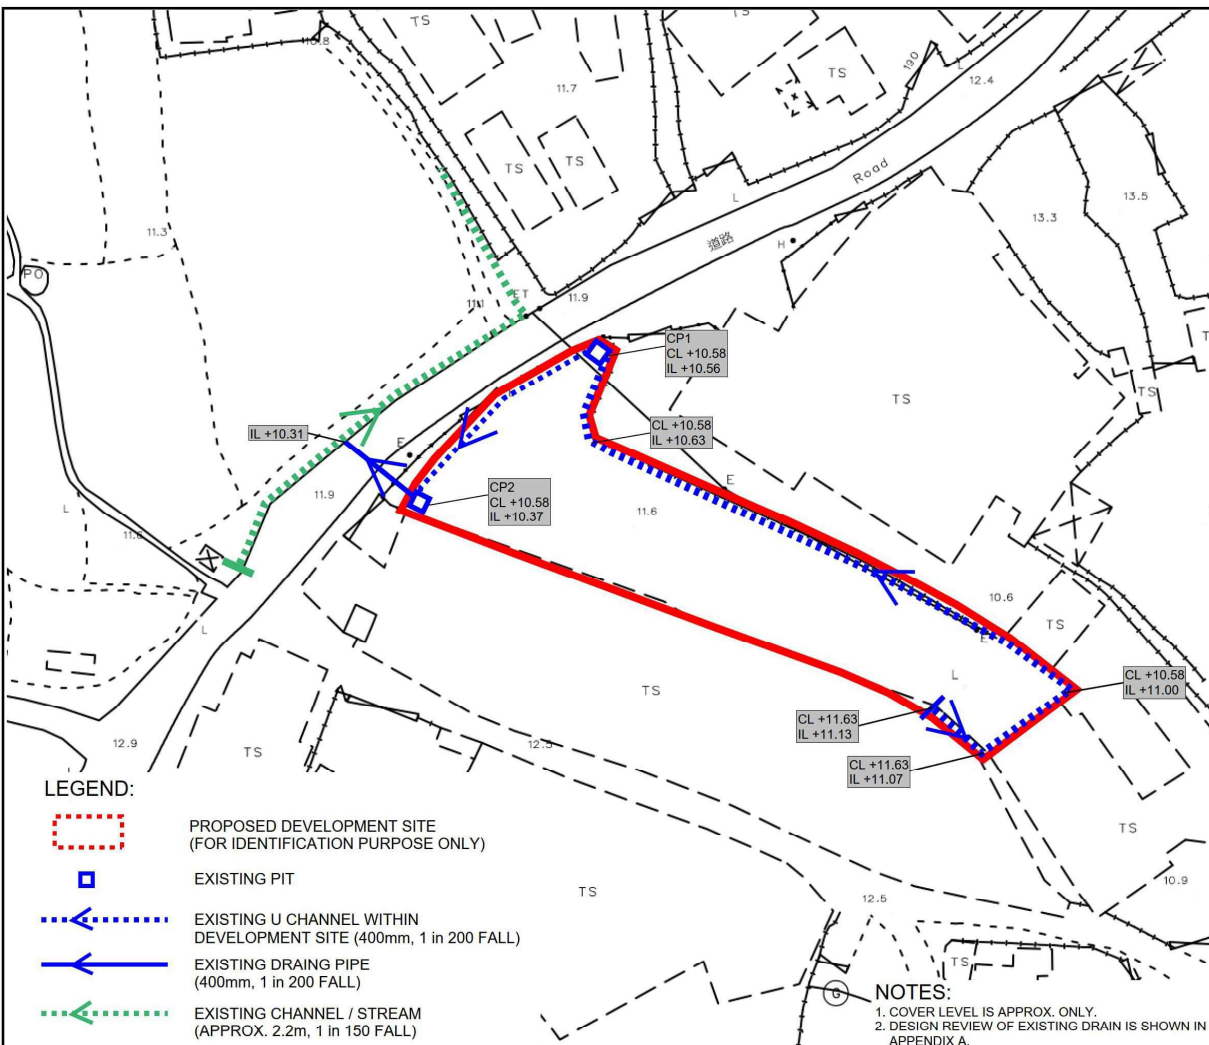 TS
TS
10.8
190
L
12.4
11.7
TS
TS
TS
Road
L
13.5
13.3
11.3
道路
H
PO
ET
11.9
11.1
CP1
CL +10.58
IL +10.56
TS
TS
CL +10.58
IL +10.63
IL +10.31
E
E
CP2
CL +10.58
IL +10.37
11.9
11.6
L
10.6
TS
E
L
L
CL +10.58
IL +11.00
TS
CL +11.63
IL +11.13
12.9
TS
12.5
CL +11.63
IL +11.07
LEGEND:
PROPOSED DEVELOPMENT SITE
(FOR IDENTIFICATION PURPOSE ONLY)
TS
EXISTING PIT
TS
10.9
12.5
EXISTING U CHANNEL WITHIN
DEVELOPMENT SITE (400mm, 1 in 200 FALL)
EXISTING DRAING PIPE
(400mm, 1 in 200 FALL)
TS
G
EXISTING CHANNEL / STREAM
(APPROX. 2.2m, 1 in 150 FALL)
NOTES:
1. COVER LEVEL IS APPROX. ONLY.
2. DESIGN REVIEW OF EXISTING DRAIN IS SHOWN IN
APPENDIX A.